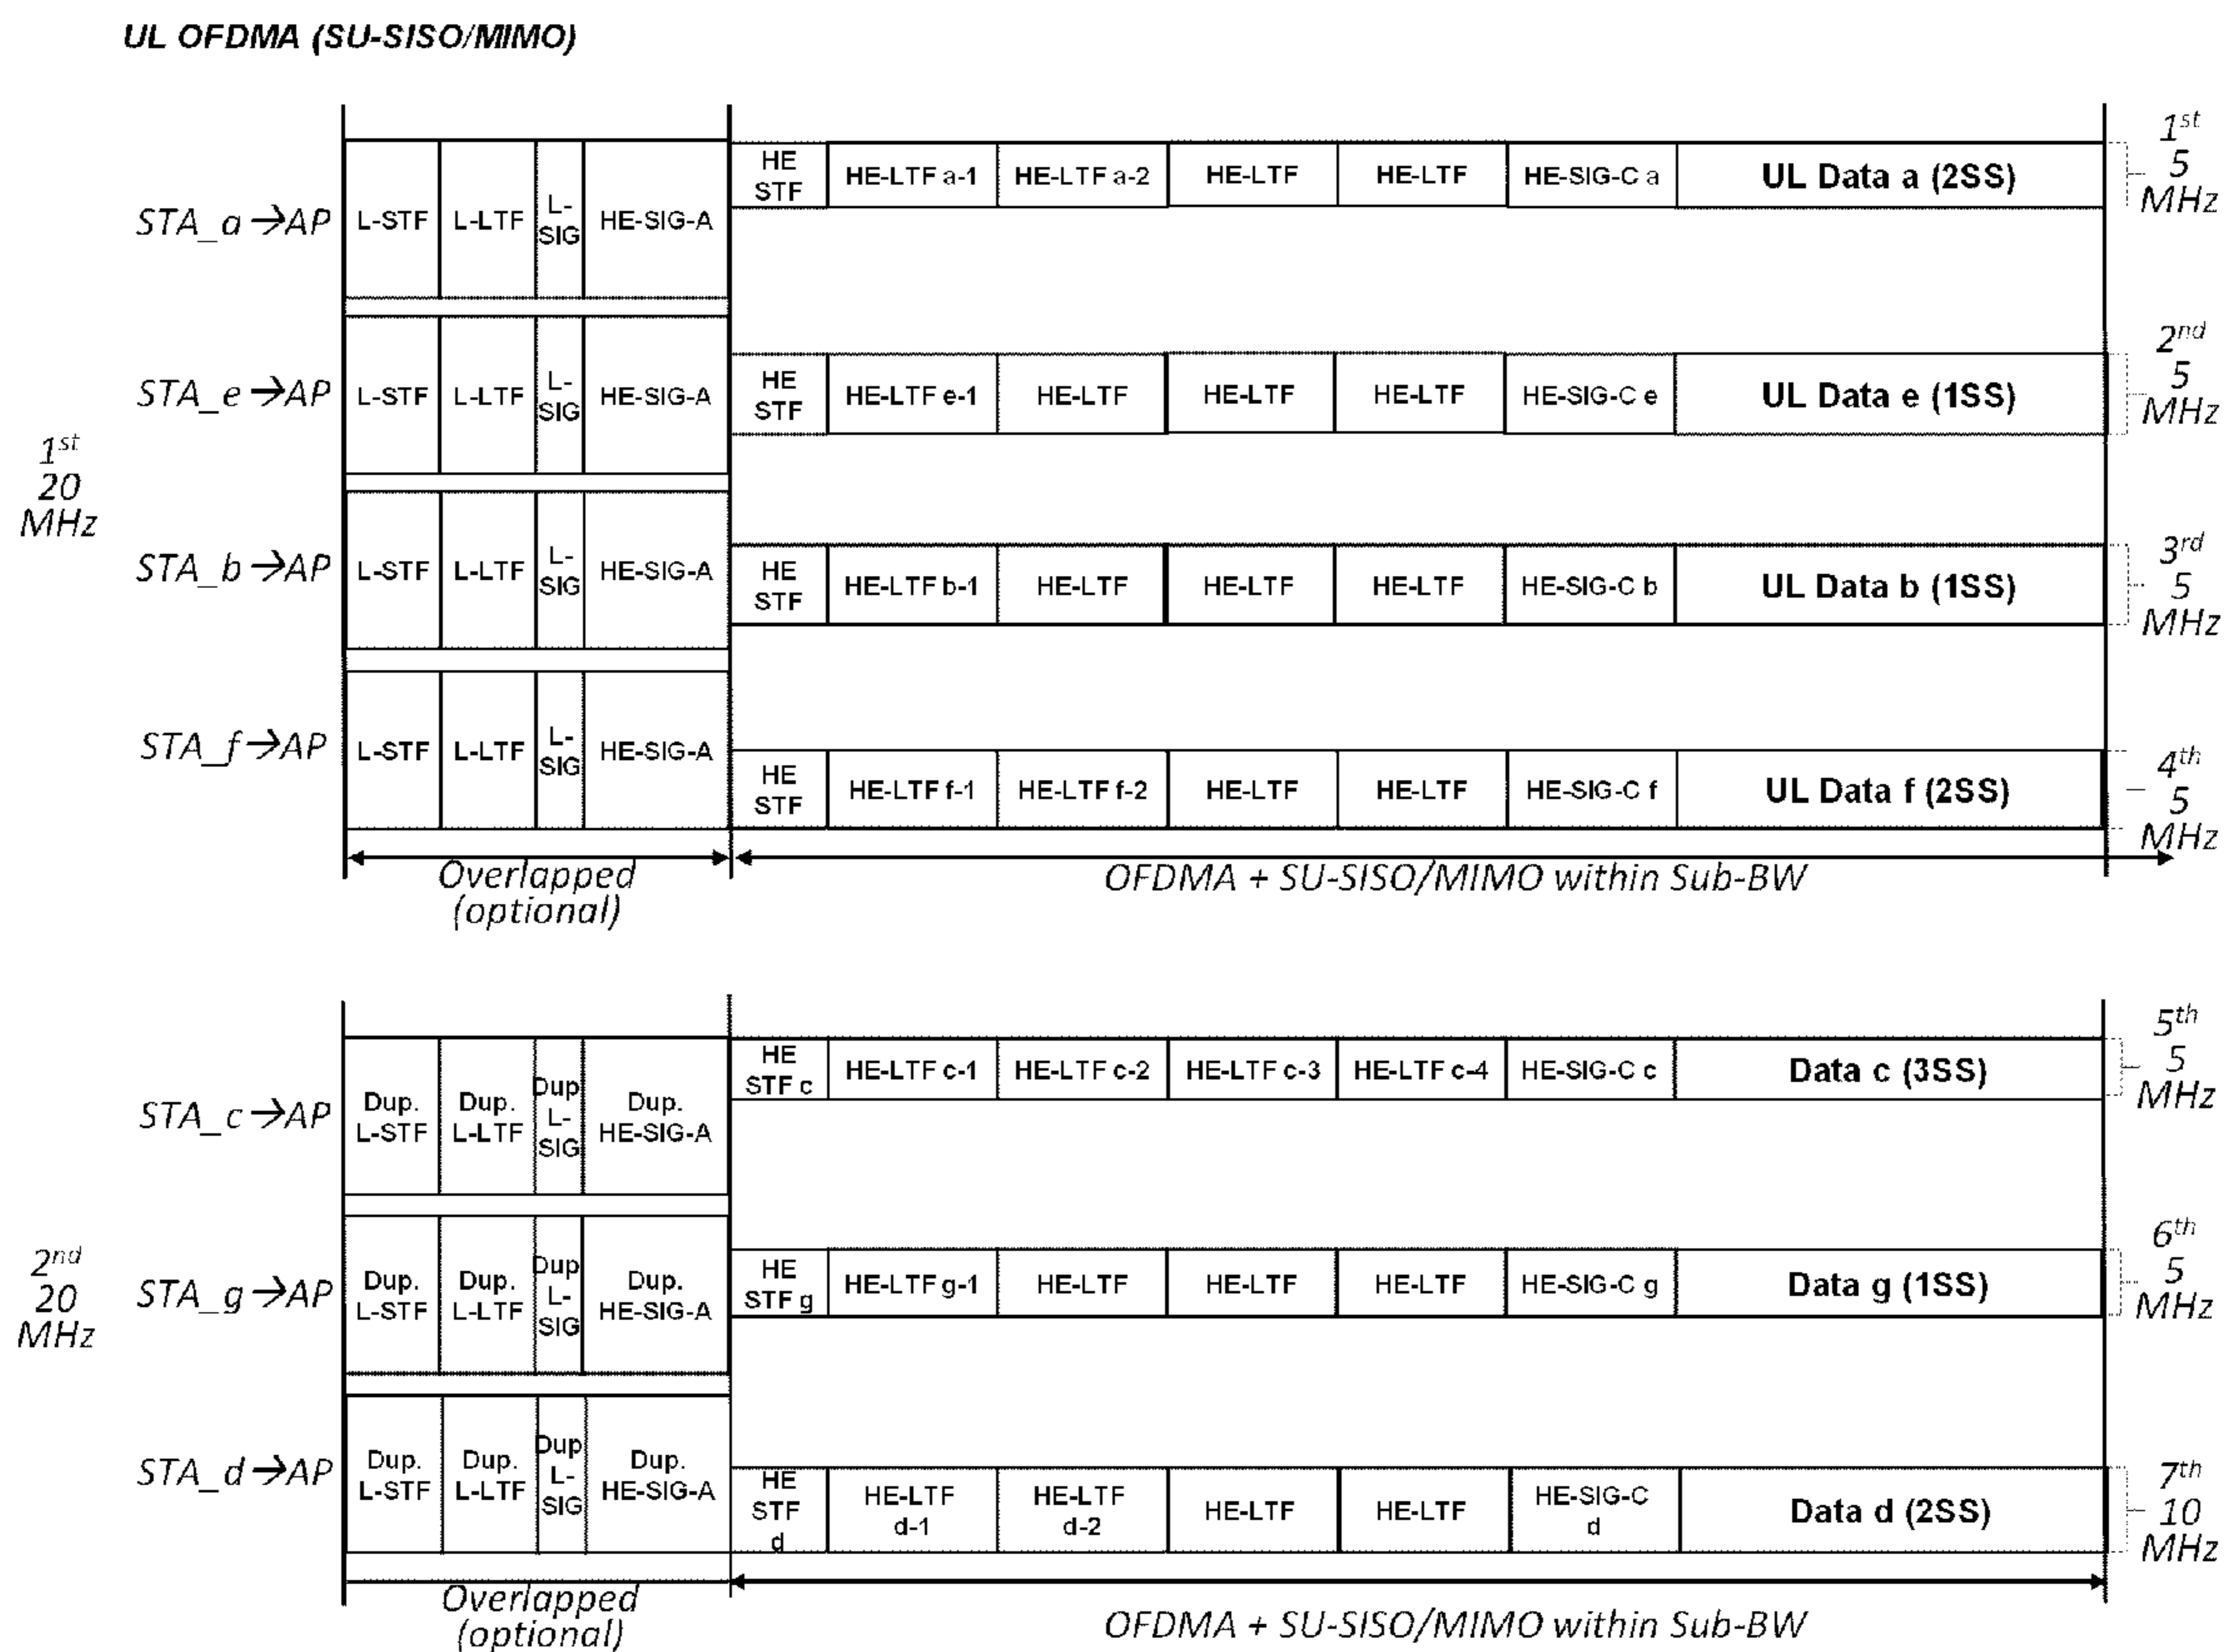 UL OFDMA (SU-SISO/MIMO)
1st
20
MHz
STA_a→AP
L-STF
L-LTF
L-
SIG
HE-SIG-A
HE
STF
HE-LTF a-1
HE-LTF a-2
HE-LTF
HE-LTF
HE-SIG-C a
UL Data a (2SS)
1st
5
MHz
STA_e→AP
L-STF
L-LTF
L-
SIG
HE-SIG-A
HE
STF
HE-LTF e-1
HE-LTF
HE-LTF
HE-LTF
HE-SIG-C e
UL Data e (1SS)
2nd
5
MHz
STA_b→AP
L-STF
L-LTF
L-
SIG
HE-SIG-A
HE
STF
HE-LTF b-1
HE-LTF
HE-LTF
HE-LTF
HE-SIG-C b
UL Data b (1SS)
3rd
5
MHz
STA_f→AP
L-STF
L-LTF
L-
SIG
HE-SIG-A
HE
STF
HE-LTF f-1
HE-LTF f-2
HE-LTF
HE-LTF
HE-SIG-C f
UL Data f (2SS)
4th
5
MHz
Overlapped
(optional)
OFDMA + SU-SISO/MIMO within Sub-BW
2nd
20
MHz
STA_c→AP
Dup.
L-STF
Dup.
L-LTF
Dup
L-
SIG
Dup.
HE-SIG-A
HE
STF c
HE-LTF c-1
HE-LTF c-2
HE-LTF c-3
HE-LTF c-4
HE-SIG-C c
Data c (3SS)
5th
5
MHz
STA_g→AP
Dup.
L-STF
Dup.
L-LTF
Dup
L-
SIG
Dup.
HE-SIG-A
HE
STF g
HE-LTF g-1
HE-LTF
HE-LTF
HE-LTF
HE-SIG-C g
Data g (1SS)
6th
5
MHz
STA_d→AP
Dup.
L-STF
Dup.
L-LTF
Dup
L-
SIG
Dup.
HE-SIG-A
HE
STF
d
HE-LTF
d-1
HE-LTF
d-2
HE-LTF
HE-LTF
HE-SIG-C
d
Data d (2SS)
7th
10
MHz
Overlapped
(optional)
OFDMA + SU-SISO/MIMO within Sub-BW